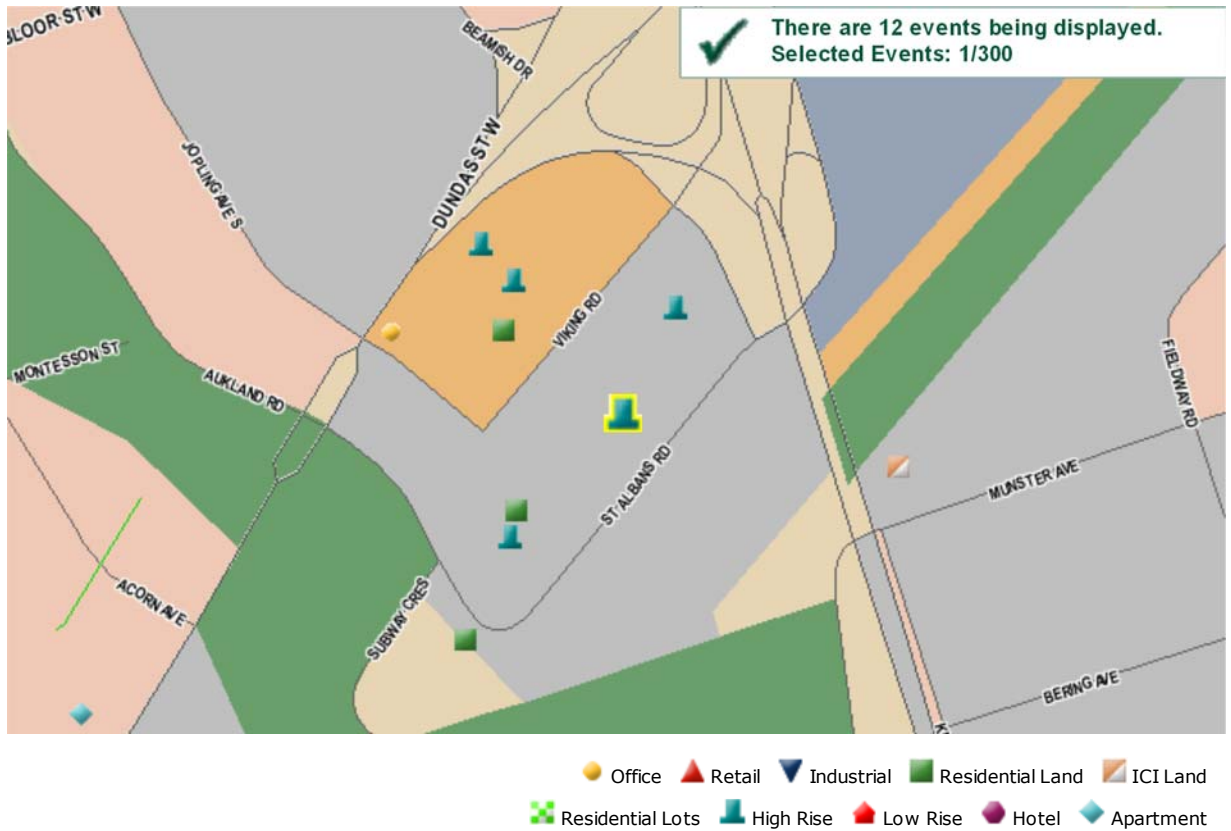 BLOOR ST W
BEAMISH DR
There are 12 events being displayed.
Selected Events: 1/300
JOPLING AVE S
DUNDAS ST W
VIKING RD
MONTESSON ST
AUKLAND RD
FIELDWAY RD
MUNSTER AVE
ST ALBANS RD
ACORN AVE
SUBWAY CRES
BERING AVE
Office Retail Industrial Residential Land ICI Land
Residential Lots High Rise Low Rise Hotel Apartment